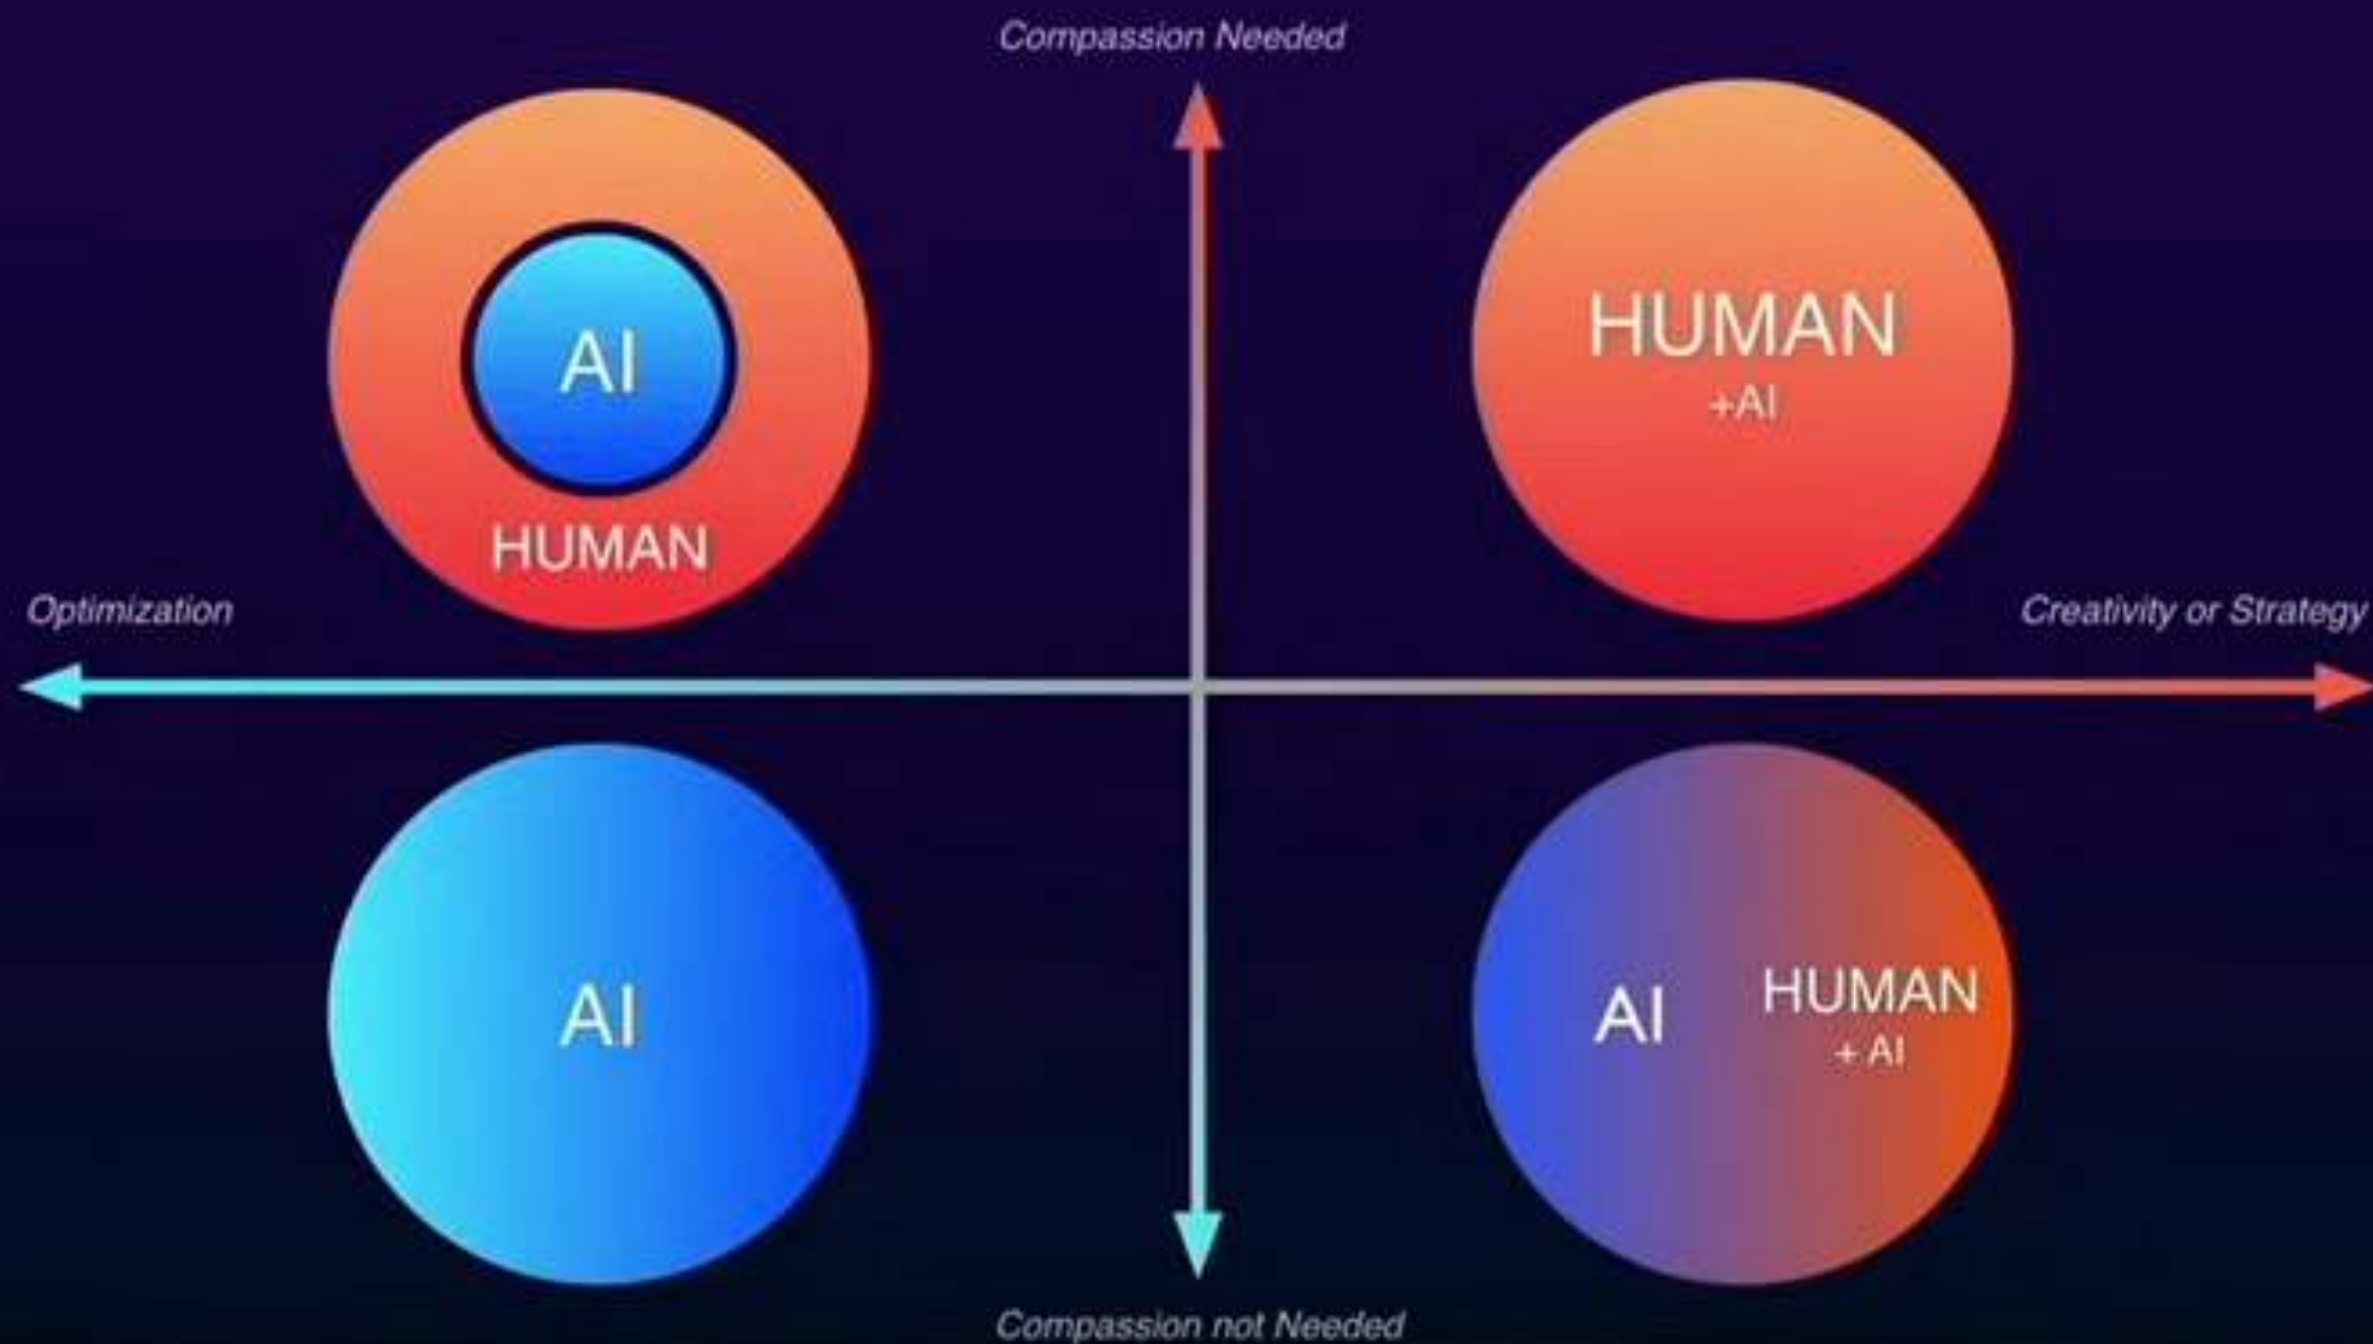 Compassion Needed
AI
HUMAN
HUMAN
+AI
Optimization
Creativity or Strategy
AI
AI
HUMAN
+ AI
Compassion not Needed